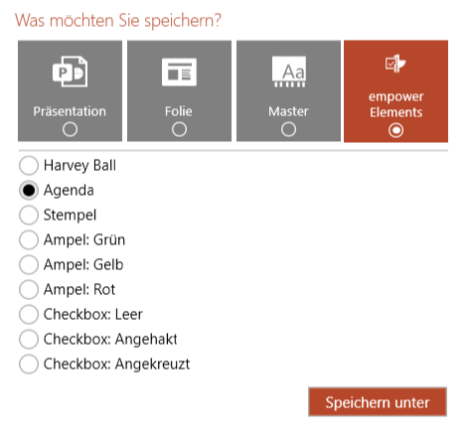 Was möchten Sie speichern?
Präsentation
Folie
Aa
Master
empower
Elements
Harvey Ball
Agenda
Stempel
Ampel: Grün
Ampel: Gelb
Ampel: Rot
Checkbox: Leer
Checkbox: Angehakt
Checkbox: Angekreuzt
Speichern unter